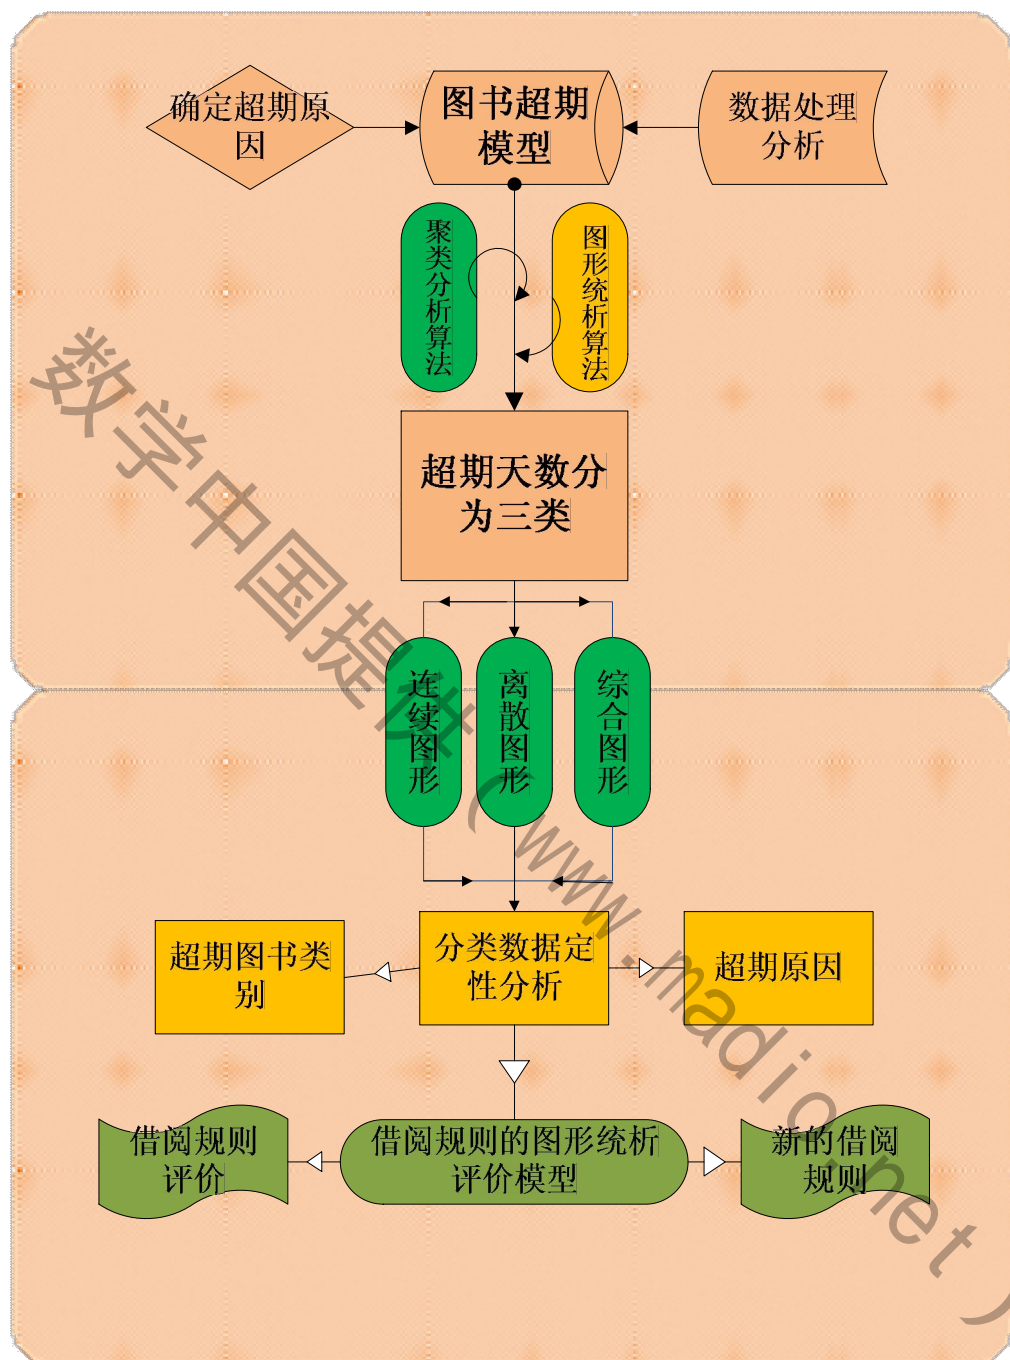 确定超期原
因
图书超期
模型
数据处理
分析
聚类分析算法
图形统析算法
超期天数分
为三类
连续图形
离散图形
综合图形
超期图书类
别
分类数据定
性分析
超期原因
借阅规则
评价
借阅规则的图形统析
评价模型
新的借阅
规则
数学中国提供（www.madio.net）